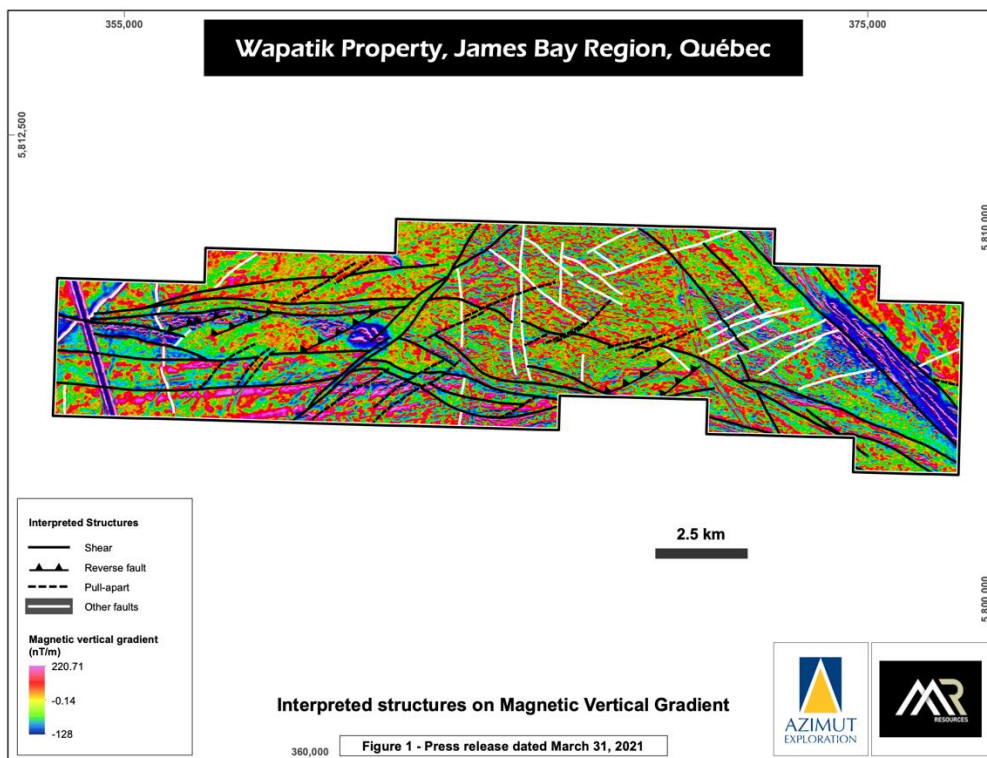 355,000
375,000
Wapatik Property, James Bay Region, Québec
5,812,500
5,810,000
2.5 km
5,800,000
Interpreted Structures
Shear
Reverse fault
Pull-apart
Other faults
Magnetic vertical gradient
(nT/m)
220.71
-0.14
-128
Interpreted structures on Magnetic Vertical Gradient
360,000
Figure 1 - Press release dated March 31, 2021
AZIMUT
EXPLORATION
MR
RESOURCES